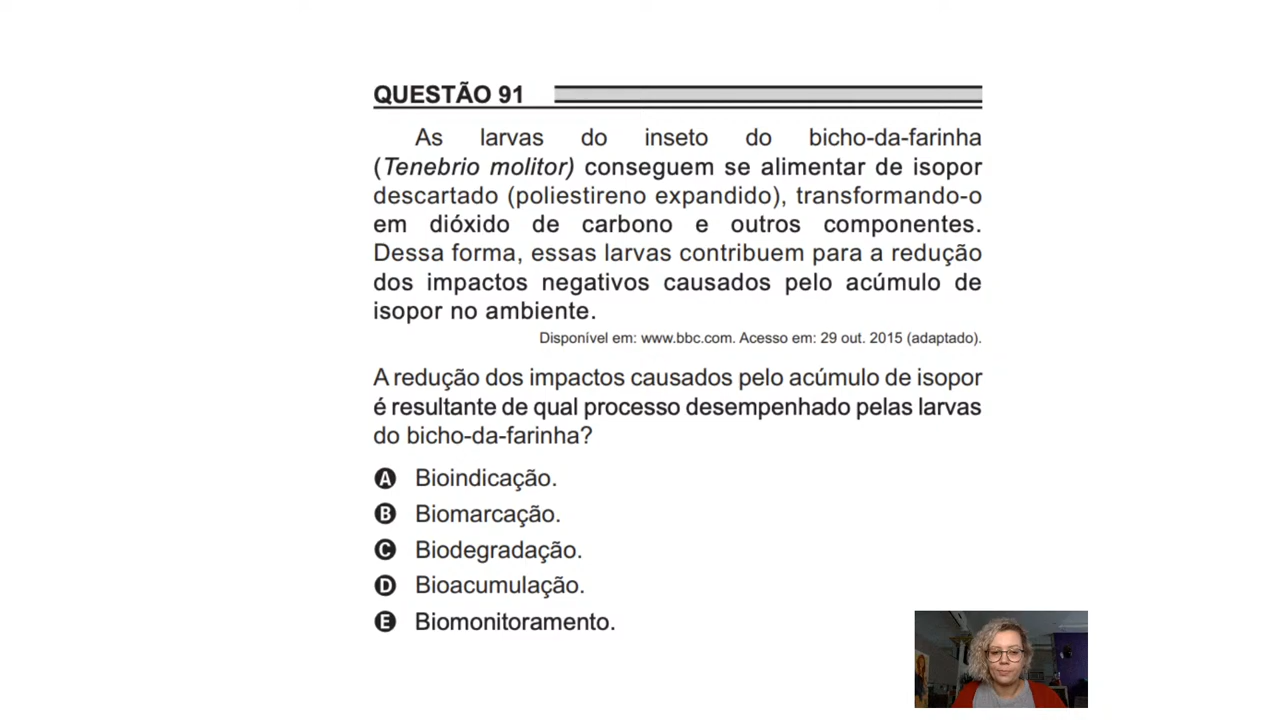 QUESTÃO 91
As larvas do inseto do bicho-da-farinha
(Tenebrio molitor) conseguem se alimentar de isopor
descartado (poliestireno expandido), transformando-o
em dióxido de carbono e outros componentes.
Dessa forma, essas larvas contribuem para a redução
dos impactos negativos causados pelo acúmulo de
isopor no ambiente.
Disponível em: www.bbc.com. Acesso em: 29 out. 2015 (adaptado).
A redução dos impactos causados pelo acúmulo de isopor
é resultante de qual processo desempenhado pelas larvas
do bicho-da-farinha?
A Bioindicação.
B Biomarcação.
C Biodegradação.
D Bioacumulação.
E Biomonitoramento.